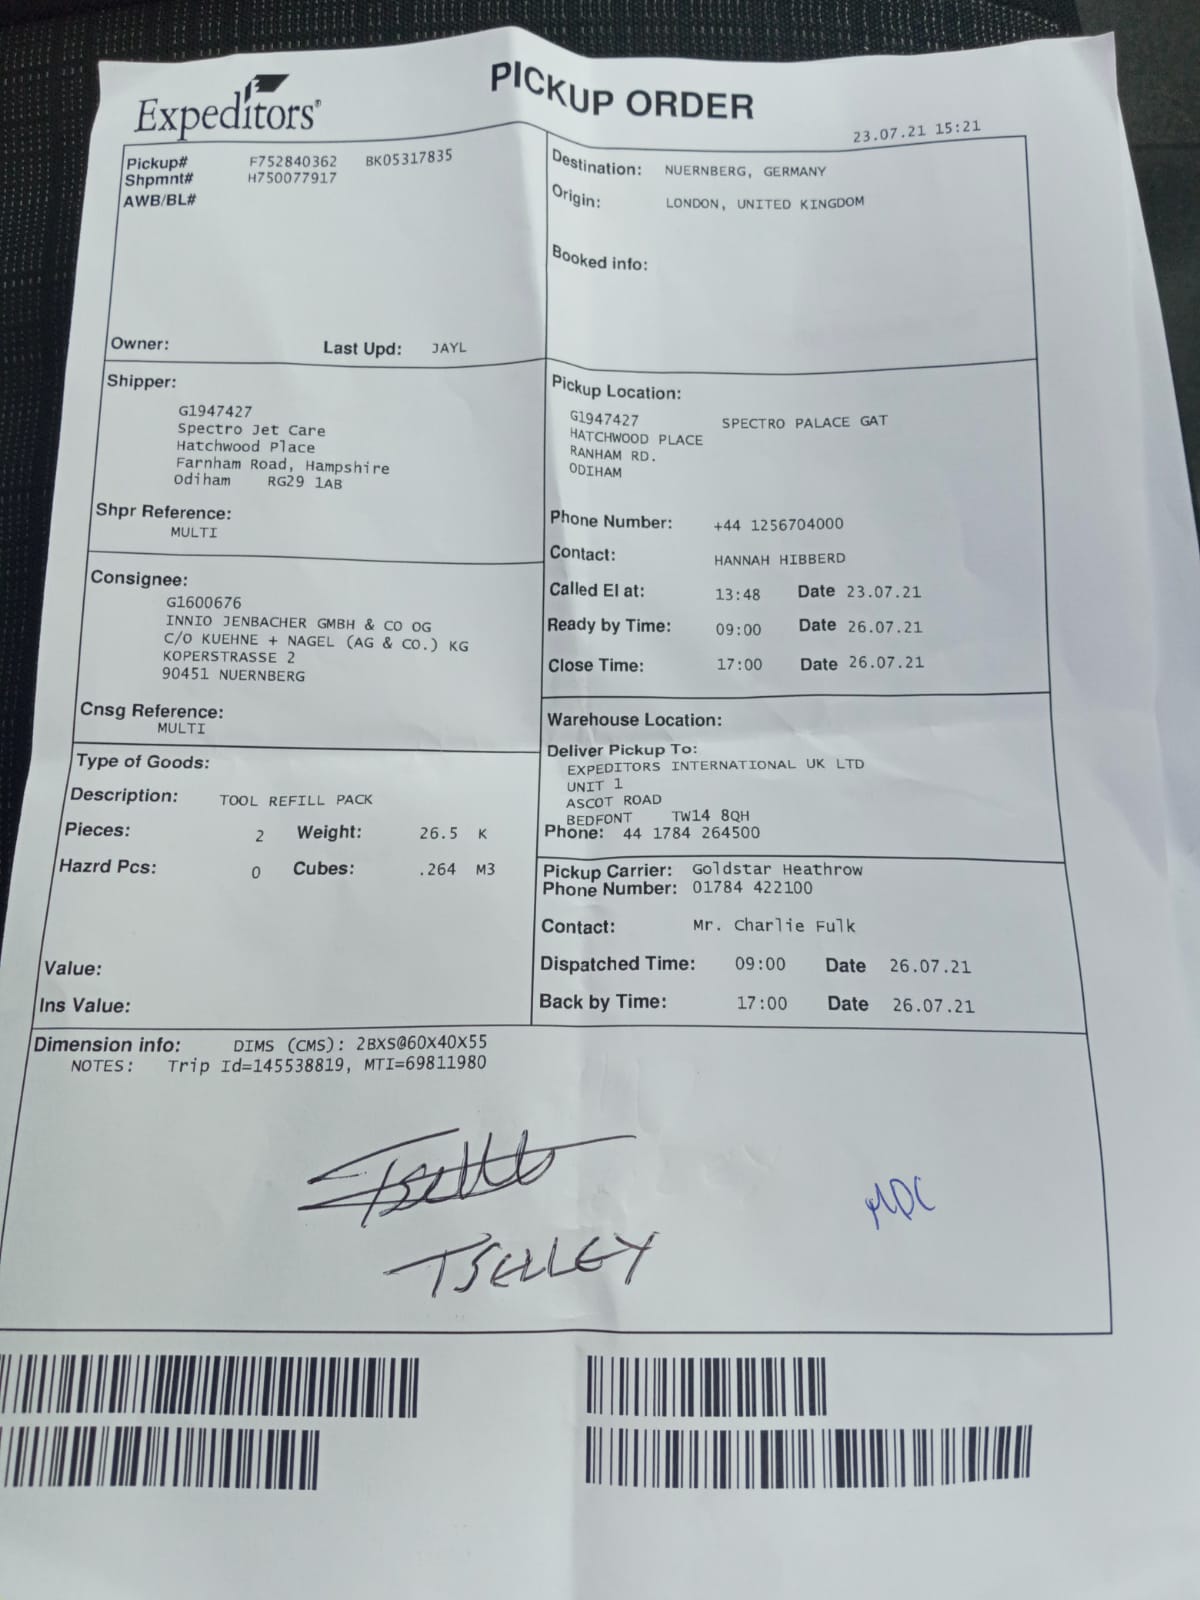 Expeditors®
PICKUP ORDER
23.07.21 15:21
Pickup# F752840362 BK05317835
Shpmnt# H750077917
AWB/BL#
Owner: Last Upd: JAYL
Destination: NUERNBERG, GERMANY
Origin: LONDON, UNITED KINGDOM
Booked info:
Shipper:
G1947427
Spectro Jet Care
Hatchwood Place
Farnham Road, Hampshire
Odiham RG29 1AB
Shpr Reference:
MULTI
Pickup Location:
G1947427 SPECTRO PALACE GAT
HATCHWOOD PLACE
RANHAM RD.
ODIHAM
Phone Number: +44 1256704000
Contact: HANNAH HIBBERD
Called EI at: 13:48 Date 23.07.21
Ready by Time: 09:00 Date 26.07.21
Close Time: 17:00 Date 26.07.21
Consignee:
G1600676
INNIO JENBACHER GMBH & CO OG
C/O KUEHNE + NAGEL (AG & CO.) KG
KOPERSTRASSE 2
90451 NUERNBERG
Cnsg Reference:
MULTI
Warehouse Location:
Deliver Pickup To:
EXPEDITORS INTERNATIONAL UK LTD
UNIT 1
ASCOT ROAD
BEDFONT TW14 8QH
Phone: 44 1784 264500
Type of Goods:
Description: TOOL REFILL PACK
Pieces: 2 Weight: 26.5 K
Hazrd Pcs: 0 Cubes: .264 M3
Value:
Ins Value:
Pickup Carrier: Goldstar Heathrow
Phone Number: 01784 422100
Contact: Mr. Charlie Fulk
Dispatched Time: 09:00 Date 26.07.21
Back by Time: 17:00 Date 26.07.21
Dimension info: DIMS (CMS): 2BXS@60X40X55
NOTES: Trip Id=145538819, MTI=69811980
TSELLEY